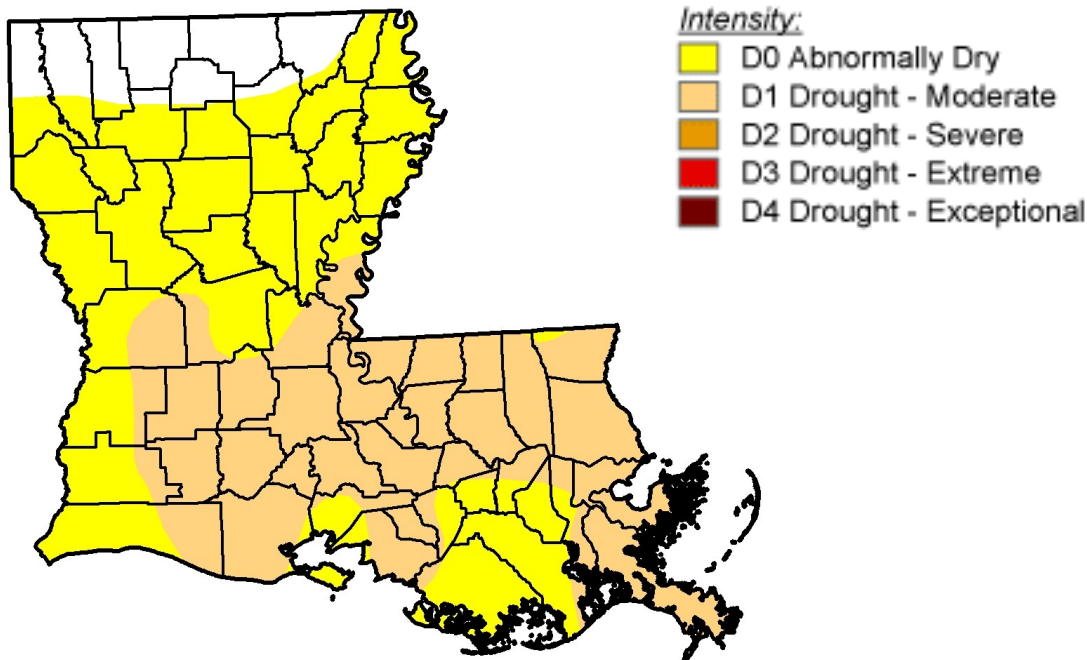 Intensity:
D0 Abnormally Dry
D1 Drought - Moderate
D2 Drought - Severe
D3 Drought - Extreme
D4 Drought - Exceptional